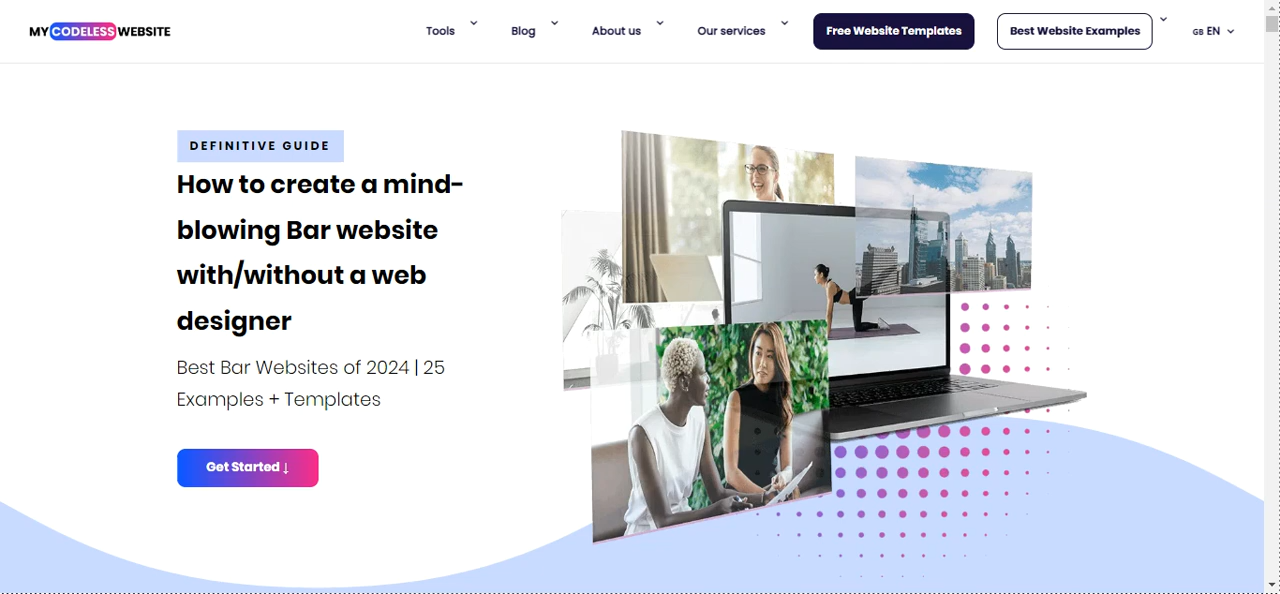 MY CODELESS WEBSITE
Tools
Blog
About us
Our services
Free Website Templates
Best Website Examples
GB EN
DEFINITIVE GUIDE
How to create a mind-
blowing Bar website
with/without a web
designer
Best Bar Websites of 2024 | 25
Examples + Templates
Get Started ↓